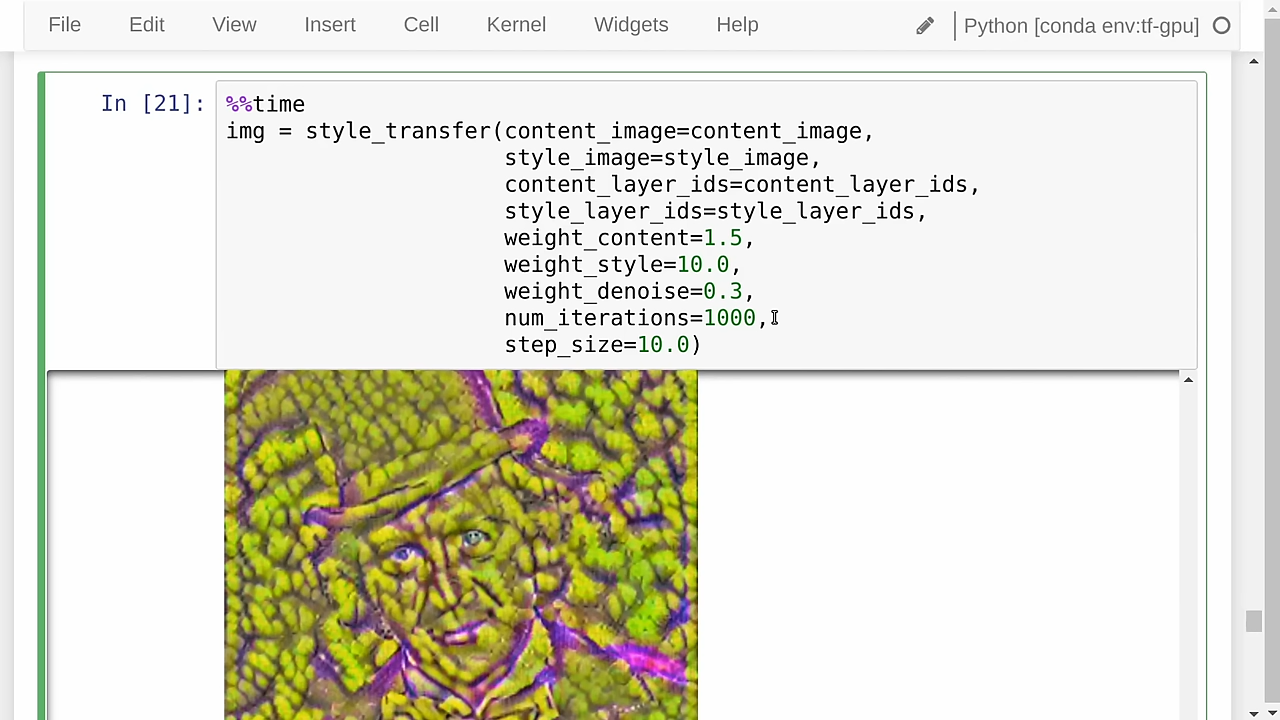 File Edit View Insert Cell Kernel Widgets Help Python [conda env:tf-gpu]
In [21]: %%time
img = style_transfer(content_image=content_image,
style_image=style_image,
content_layer_ids=content_layer_ids,
style_layer_ids=style_layer_ids,
weight_content=1.5,
weight_style=10.0,
weight_denoise=0.3,
num_iterations=1000,
step_size=10.0)